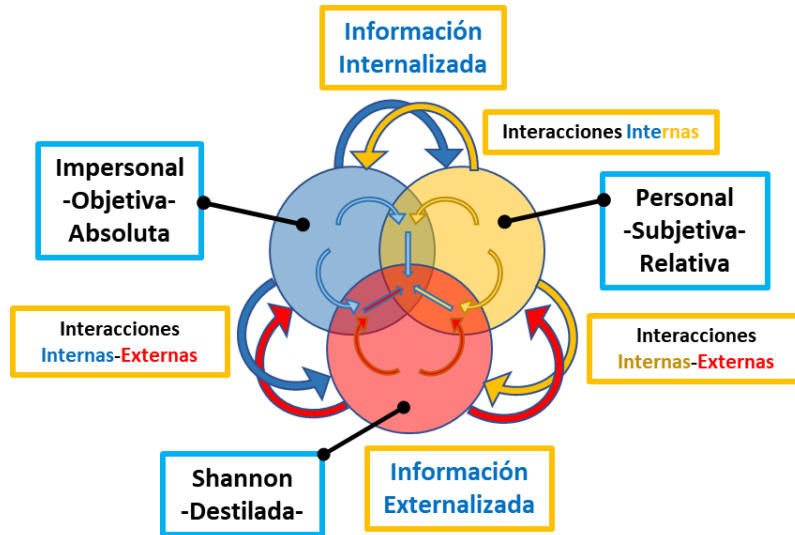 Información
Internalizada
Interacciones Internas
Impersonal
-Objetiva-
Absoluta
Personal
-Subjetiva-
Relativa
Interacciones
Internas-Externas
Interacciones
Internas-Externas
Shannon
-Destilada-
Información
Externalizada